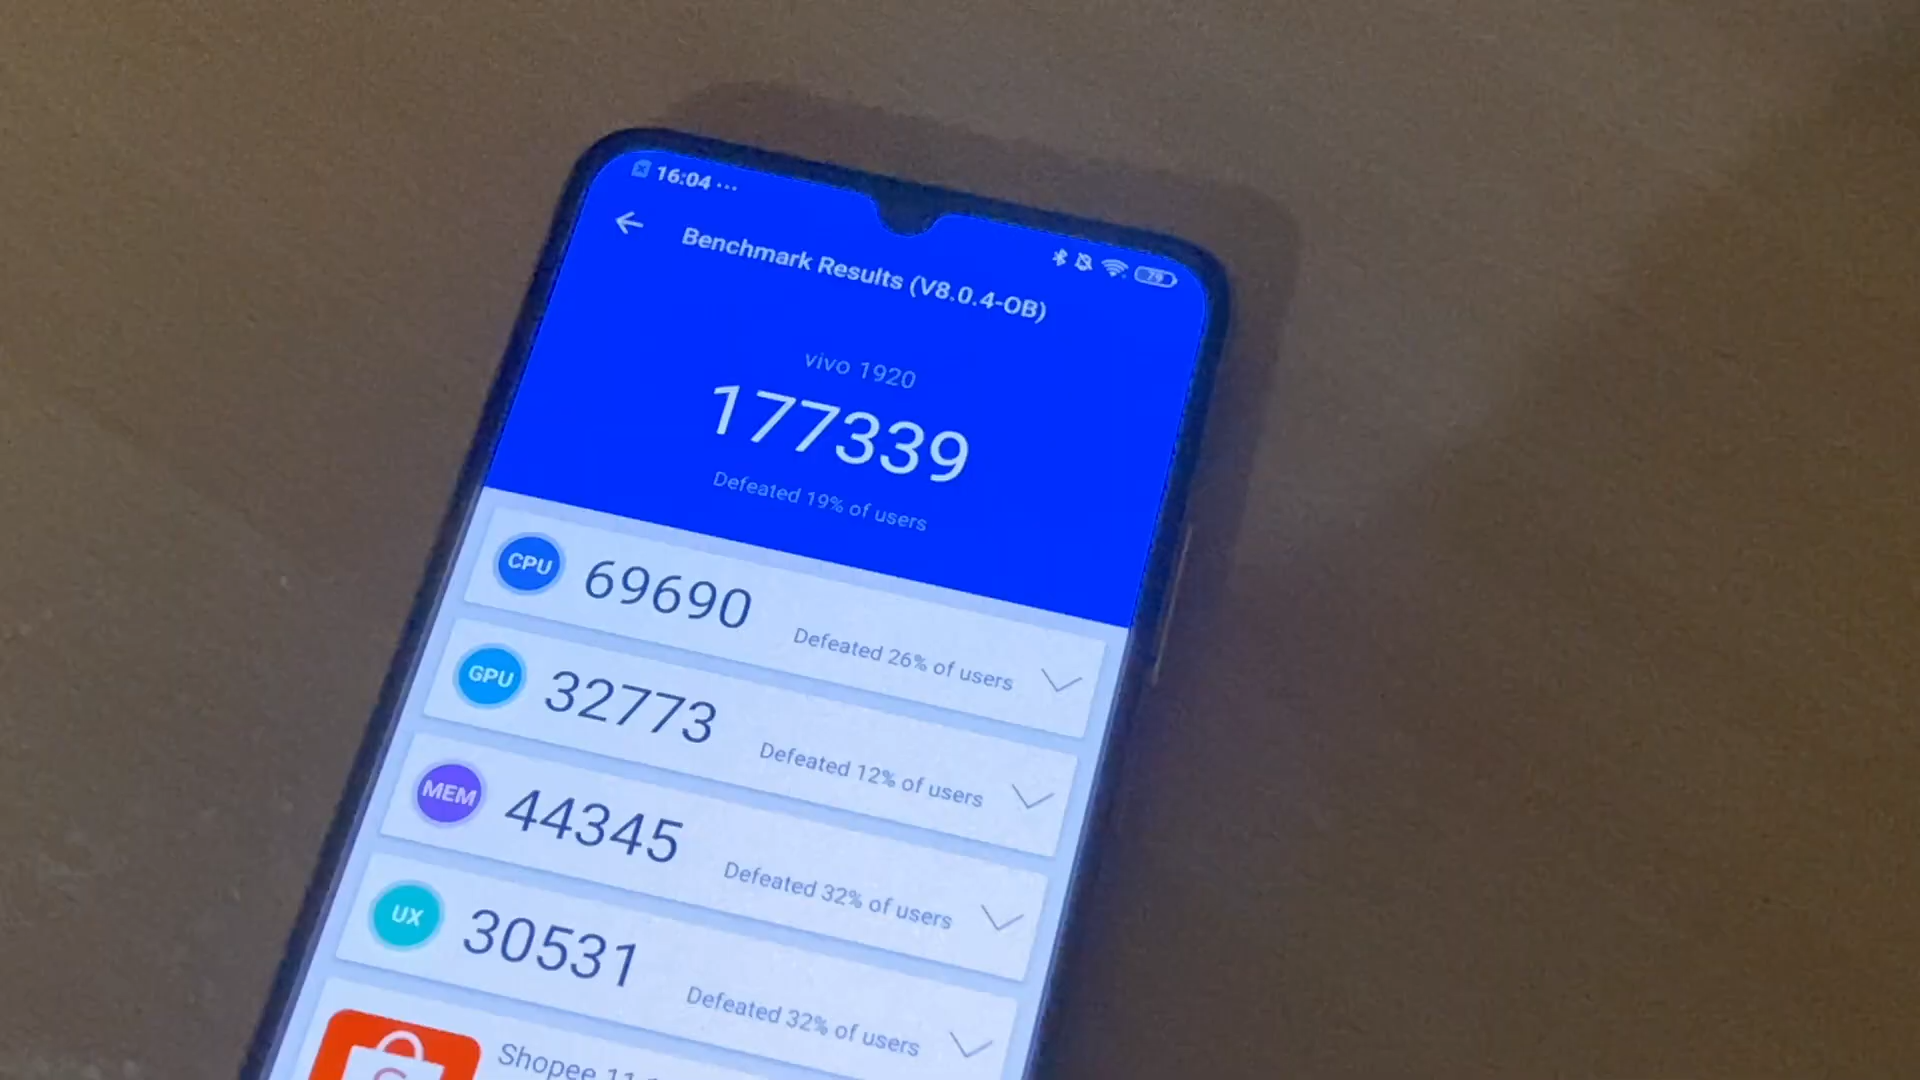 16:04 ...
79
Benchmark Results (V8.0.4-OB)
vivo 1920
177339
Defeated 19% of users
CPU 69690 Defeated 26% of users
GPU 32773 Defeated 12% of users
MEM 44345 Defeated 32% of users
UX 30531 Defeated 32% of users
Shopee